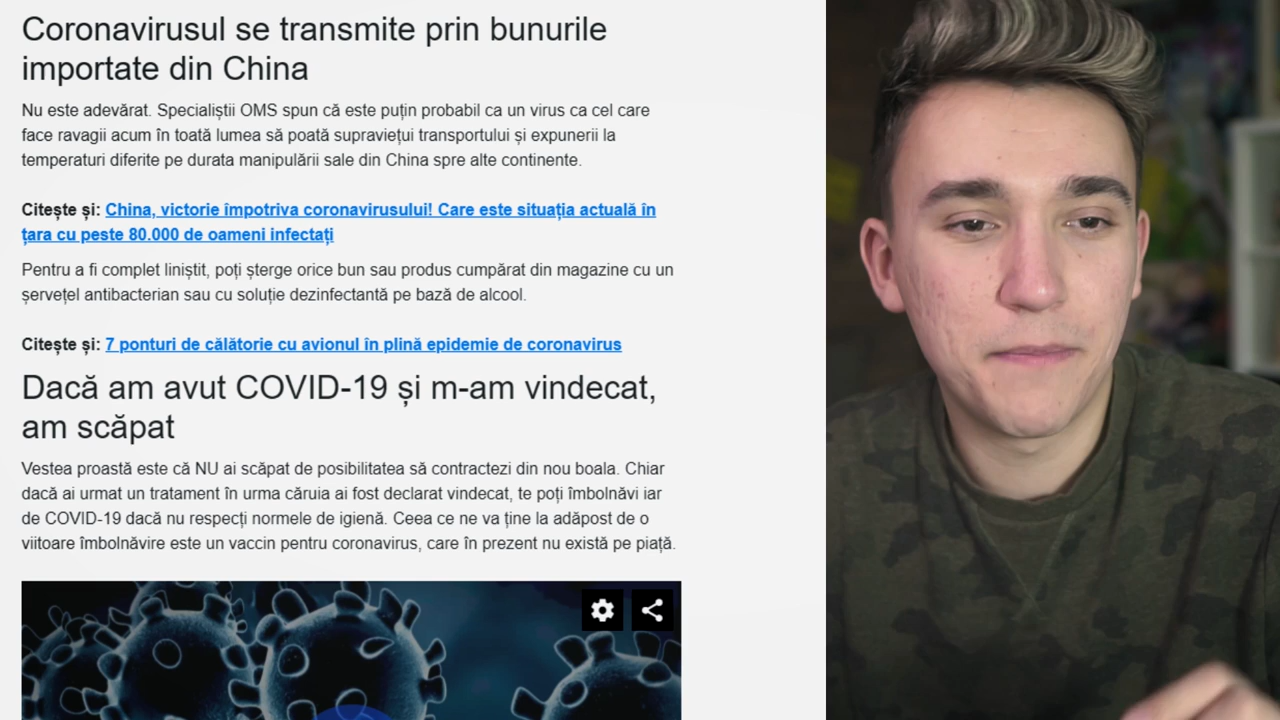 Coronavirusul se transmite prin bunurile
importate din China
Nu este adevărat. Specialiștii OMS spun că este puțin probabil ca un virus ca cel care
face ravagii acum în toată lumea să poată supraviețui transportului și expunerii la
temperaturi diferite pe durata manipulării sale din China spre alte continente.
Citește și: China, victorie împotriva coronavirusului! Care este situația actuală în
țara cu peste 80.000 de oameni infectați
Pentru a fi complet liniștit, poți șterge orice bun sau produs cumpărat din magazine cu un
șervețel antibacterian sau cu soluție dezinfectantă pe bază de alcool.
Citește și: 7 ponturi de călătorie cu avionul în plină epidemie de coronavirus
Dacă am avut COVID-19 și m-am vindecat,
am scăpat
Vestea proastă este că NU ai scăpat de posibilitatea să contractezi din nou boala. Chiar
dacă ai urmat un tratament în urma căruia ai fost declarat vindecat, te poți îmbolnăvi iar
de COVID-19 dacă nu respecți normele de igienă. Ceea ce ne va ține la adăpost de o
viitoare îmbolnăvire este un vaccin pentru coronavirus, care în prezent nu există pe piață.